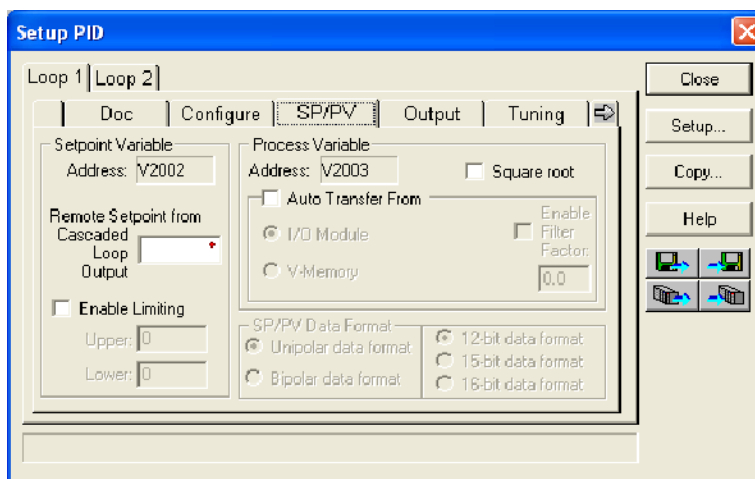 Setup PID
Loop 1 Loop 2
Doc Configure SP/PV Output Tuning
Setpoint Variable
Address: V2002
Remote Setpoint from
Cascaded
Loop
Output
Enable Limiting
Upper: 0
Lower: 0
Process Variable
Address: V2003
Square root
Auto Transfer From
I/O Module
V-Memory
Enable
Filter
Factor:
0.0
SP/PV Data Format
Unipolar data format
Bipolar data format
12-bit data format
15-bit data format
16-bit data format
Close
Setup...
Copy...
Help